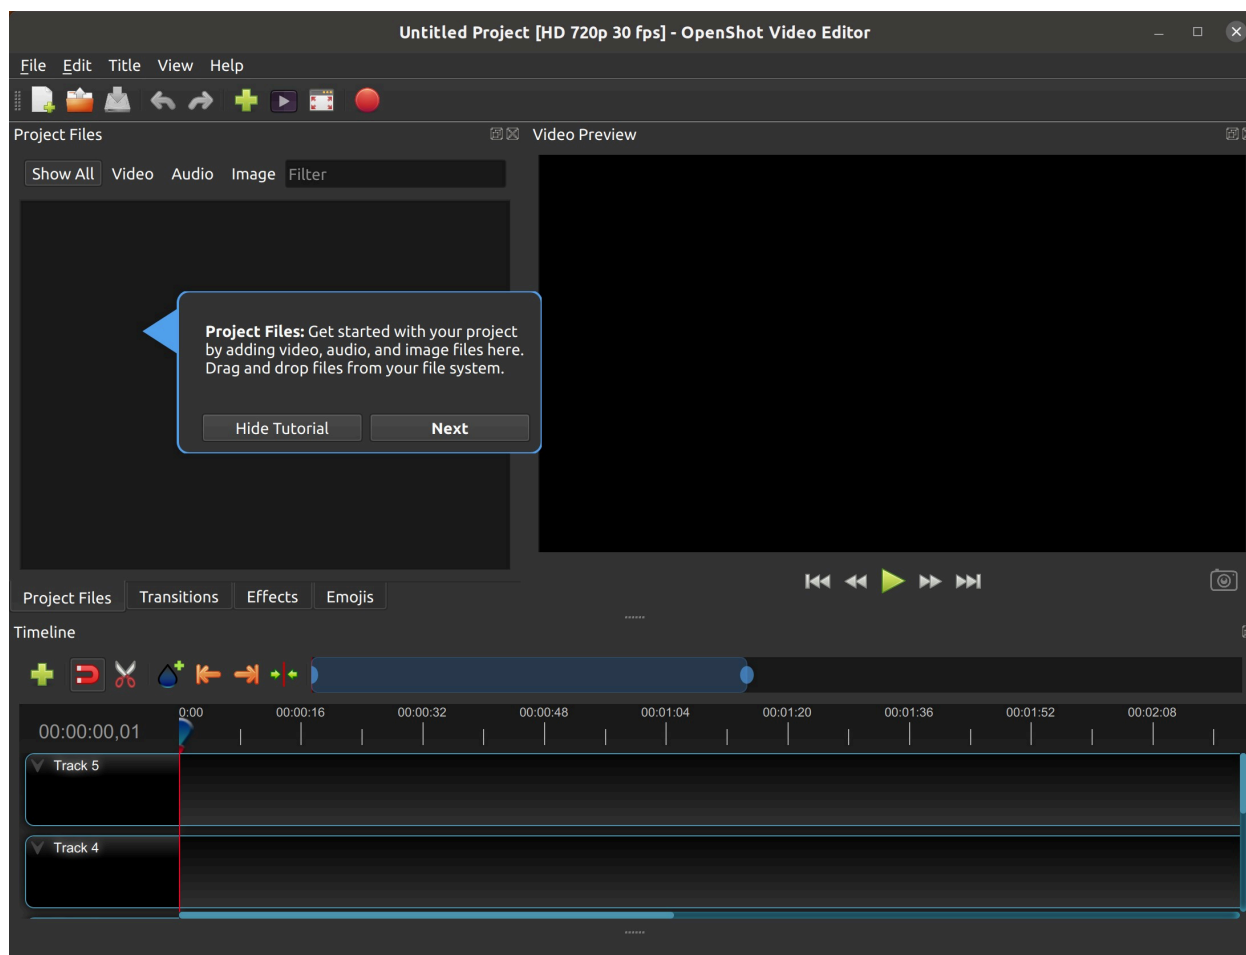 Untitled Project [HD 720p 30 fps] - OpenShot Video Editor
File Edit Title View Help
Project Files
Video Preview
Show All Video Audio Image Filter
Project Files: Get started with your project
by adding video, audio, and image files here.
Drag and drop files from your file system.
Hide Tutorial Next
Project Files Transitions Effects Emojis
Timeline
00:00:00,01
0:00 00:00:16 00:00:32 00:00:48 00:01:04 00:01:20 00:01:36 00:01:52 00:02:08
Track 5
Track 4